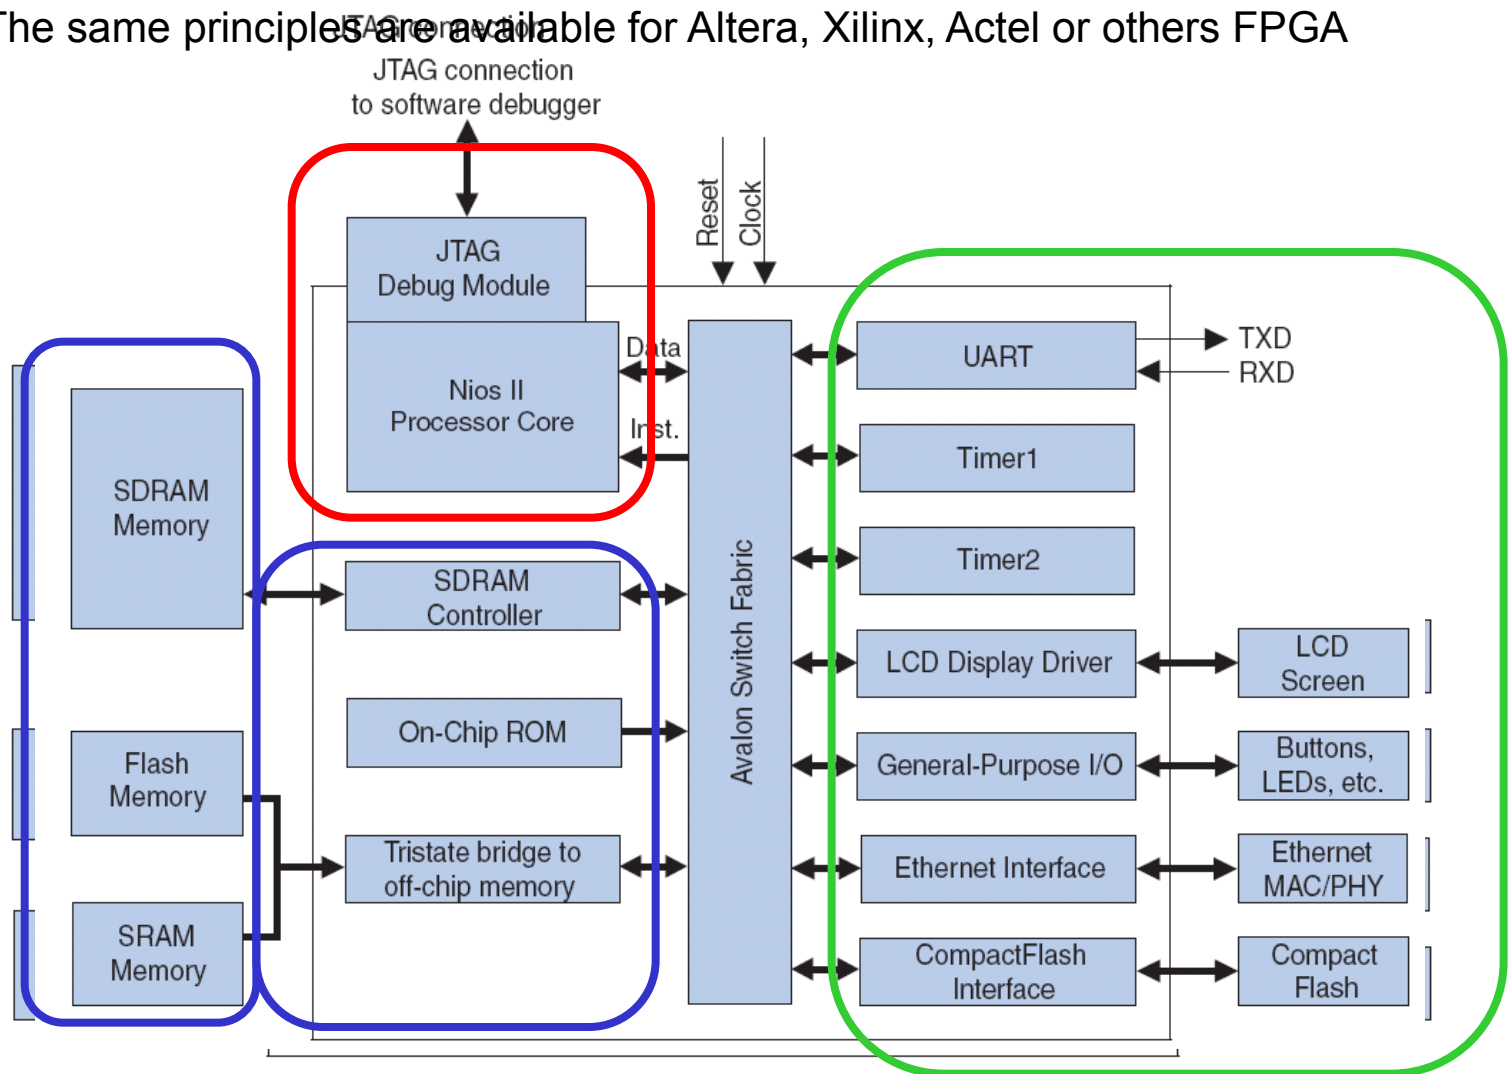 The same principles are available for Altera, Xilinx, Actel or others FPGA
JTAG connection
JTAG connection
to software debugger
Reset
Clock
JTAG
Debug Module
Nios II
Processor Core
Data
Inst.
SDRAM
Memory
Flash
Memory
SRAM
Memory
SDRAM
Controller
On-Chip ROM
Tristate bridge to
off-chip memory
Avalon Switch Fabric
UART
TXD
RXD
Timer1
Timer2
LCD Display Driver
LCD
Screen
General-Purpose I/O
Buttons,
LEDs, etc.
Ethernet Interface
Ethernet
MAC/PHY
CompactFlash
Interface
Compact
Flash